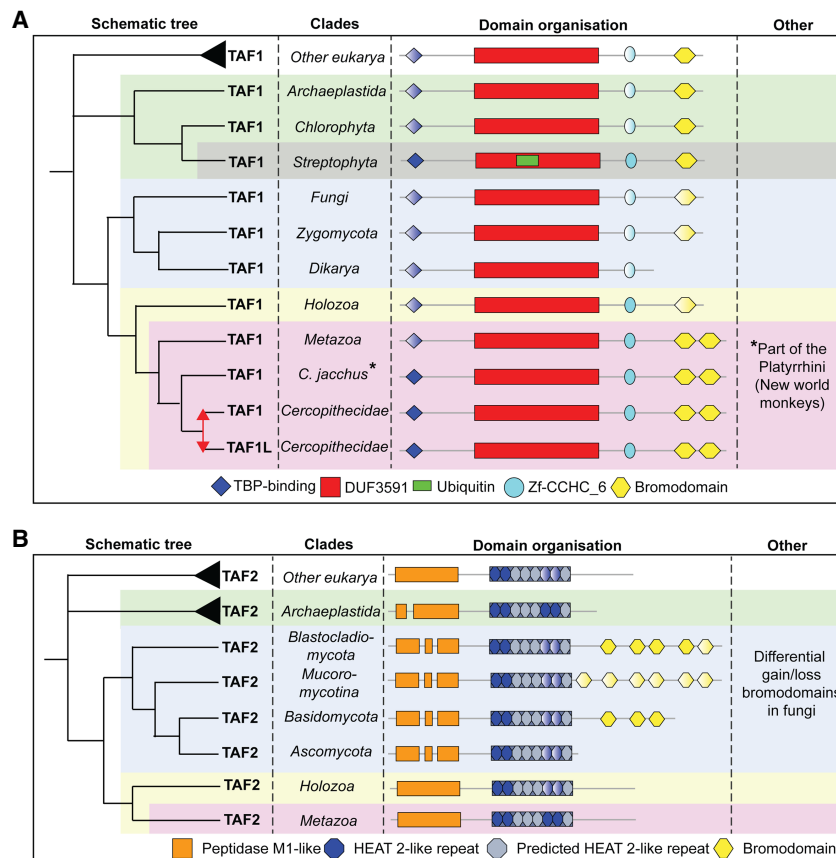 A
Schematic tree Clades Domain organisation Other
TAF1 Other eukarya
TAF1 Archaeplastida
TAF1 Chlorophyta
TAF1 Streptophyta
TAF1 Fungi
TAF1 Zygomycota
TAF1 Dikarya
TAF1 Holozoa
TAF1 Metazoa
TAF1 C. jacchus*
TAF1 Cercopithecidae
TAF1L Cercopithecidae
*Part of the
Platyrrhini
(New world
monkeys)
TBP-binding DUF3591 Ubiquitin Zf-CCHC_6 Bromodomain
B
Schematic tree Clades Domain organisation Other
TAF2 Other eukarya
TAF2 Archaeplastida
TAF2 Blastocladio-
mycota
TAF2 Mucoro-
mycotina
TAF2 Basidomycota
TAF2 Ascomycota
TAF2 Holozoa
TAF2 Metazoa
Differential
gain/loss
bromodomains
in fungi
Peptidase M1-like HEAT 2-like repeat Predicted HEAT 2-like repeat Bromodomain